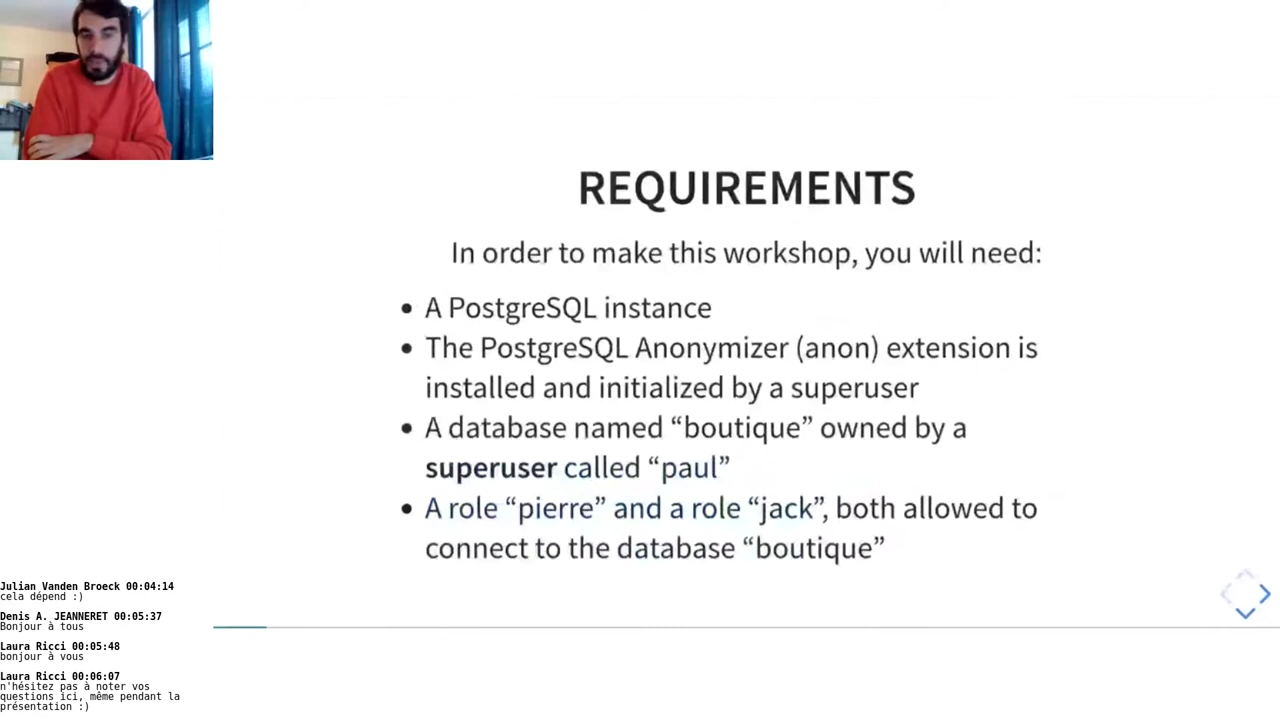 REQUIREMENTS
In order to make this workshop, you will need:
• A PostgreSQL instance
• The PostgreSQL Anonymizer (anon) extension is
installed and initialized by a superuser
• A database named “boutique” owned by a
superuser called “paul”
• A role “pierre” and a role “jack”, both allowed to
connect to the database “boutique”
Julian Vanden Broeck 00:04:14
cela dépend :)
Denis A. JEANNERET 00:05:37
Bonjour à tous
Laura Ricci 00:05:48
bonjour à vous
Laura Ricci 00:06:07
n'hésitez pas à noter vos
questions ici, même pendant la
présentation :)